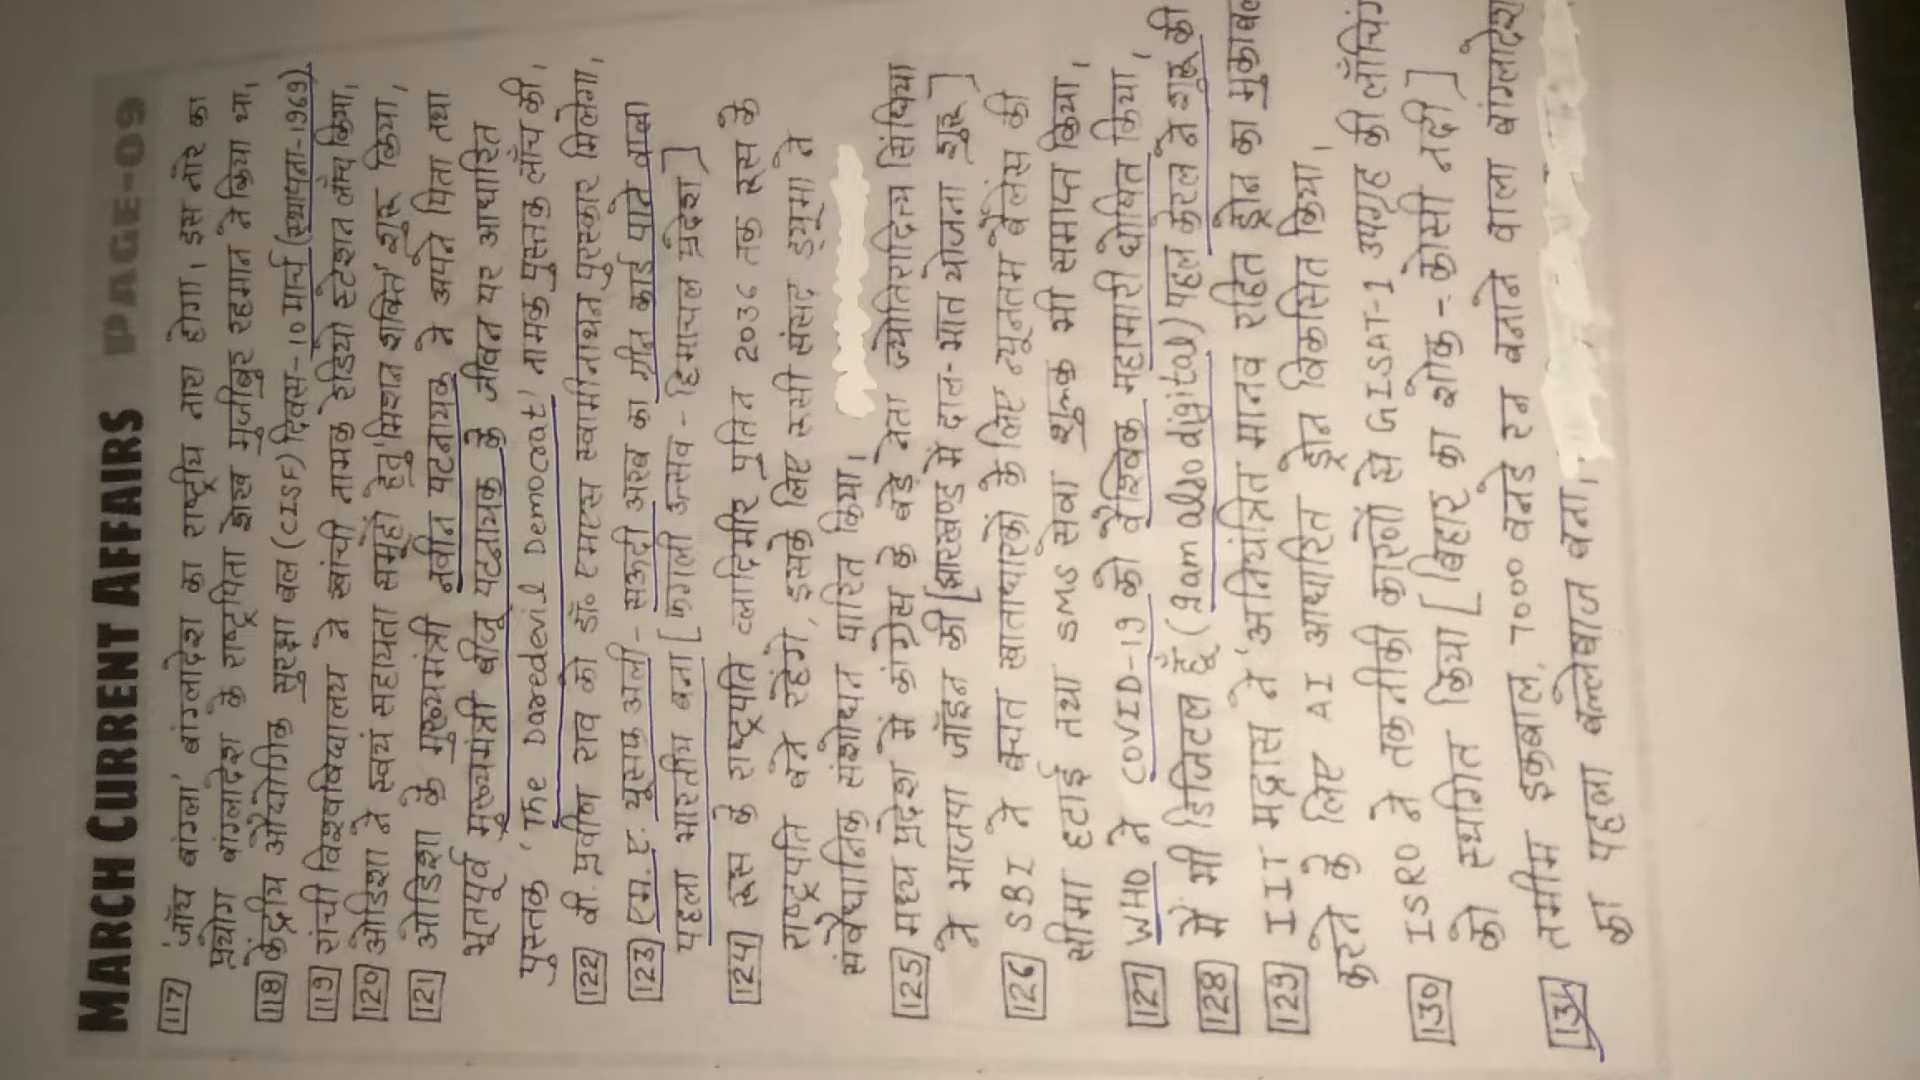 MARCH CURRENT AFFAIRS PAGE-09
117 'जॉय बांग्ला' बांग्लादेश का राष्ट्रीय नारा होगा। इस नारे का
प्रयोग बांग्लादेश के राष्ट्रपिता शेख मुजीबुर रहमान ने किया था।
118 केंद्रीय औद्योगिक सुरक्षा बल (CISF) दिवस-10 मार्च (स्थापना-1969)
119 रांची विश्वविद्यालय ने खांची नामक रेडियो स्टेशन लॉंच किया।
120 ओडिशा ने स्वयं सहायता समूहों हेतु 'मिशन शक्ति' शुरू किया।
121 ओडिशा के मुख्यमंत्री नवीन पटनायक ने अपने पिता तथा
भूतपूर्व मुख्यमंत्री बीजू पटनायक के जीवन पर आधारित
पुस्तक 'The Daredevil Democrat' नामक पुस्तक लॉंच की।
122 वी. प्रवीण राव को डॉ० एमएस स्वामीनाथन पुरस्कार मिलेगा।
123 एम. ए. यूसुफ अली - सऊदी अरब का ग्रीन कार्ड पाने वाला
पहला भारतीय बना [फगली उत्सव - हिमाचल प्रदेश]
124 रूस के राष्ट्रपति व्लादिमीर पुतिन 2036 तक रूस के
राष्ट्रपति बने रहेंगे, इसके लिए रूसी संसद ड्यूमा ने
संवैधानिक संशोधन पारित किया।
125 मध्य प्रदेश में कांग्रेस के बड़े नेता ज्योतिरादित्य सिंधिया
ने भाजपा जॉइन की [झारखण्ड में दाल-भात योजना शुरू]
126 SBI ने बचत खाताधारकों के लिए न्यूनतम बैलेंस की
सीमा हटाई तथा SMS सेवा शुल्क भी समाप्त किया।
127 WHO ने COVID-19 को वैश्विक महामारी घोषित किया।
128 मैं भी डिजिटल हूँ (I am also digital) पहल केरल ने शुरू की
129 IIT मद्रास ने 'अनियंत्रित मानव रहित ड्रोन का
करने के लिए AI आधारित ड्रोन विकसित किया।
130 ISRO ने तकनीकी कारणों से GISAT-1 उपग्रह की लॉंचिंग
को स्थगित किया [बिहार का शोक - कोसी नदी]
131 तमीम इकबाल, 7000 वनडे रन बनाने वाला बांग्लादेश
का पहला बल्लेबाज बना।